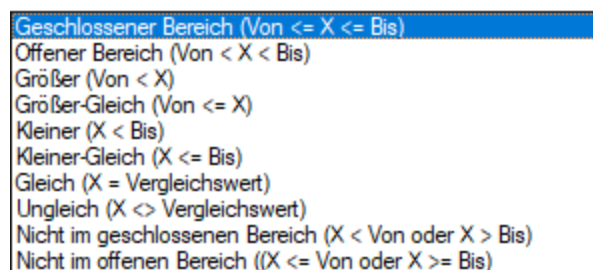 Geschlossener Bereich (Von <= X <= Bis)
Offener Bereich (Von < X < Bis)
Größer (Von < X)
Größer-Gleich (Von <= X)
Kleiner (X < Bis)
Kleiner-Gleich (X <= Bis)
Gleich (X = Vergleichswert)
Ungleich (X <> Vergleichswert)
Nicht im geschlossenen Bereich (X < Von oder X > Bis)
Nicht im offenen Bereich ((X <= Von oder X >= Bis)